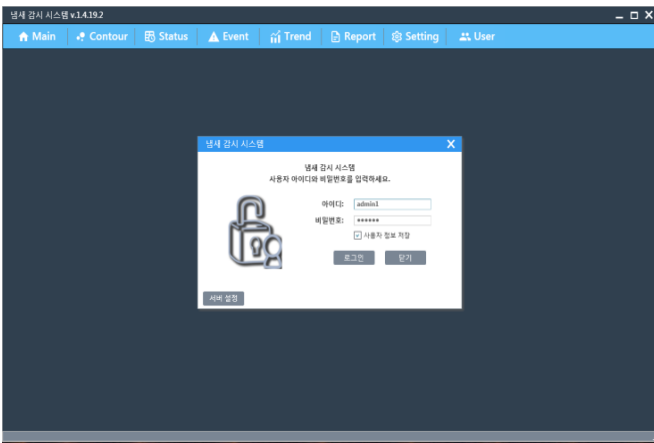 냄새 감시 시스템 v.1.4.19.2
Main Contour Status Event Trend Report Setting User
냄새 감시 시스템
냄새 감시 시스템
사용자 아이디와 비밀번호를 입력하세요.
아이디: admin1
비밀번호: ******
사용자 정보 저장
로그인 닫기
서버 설정